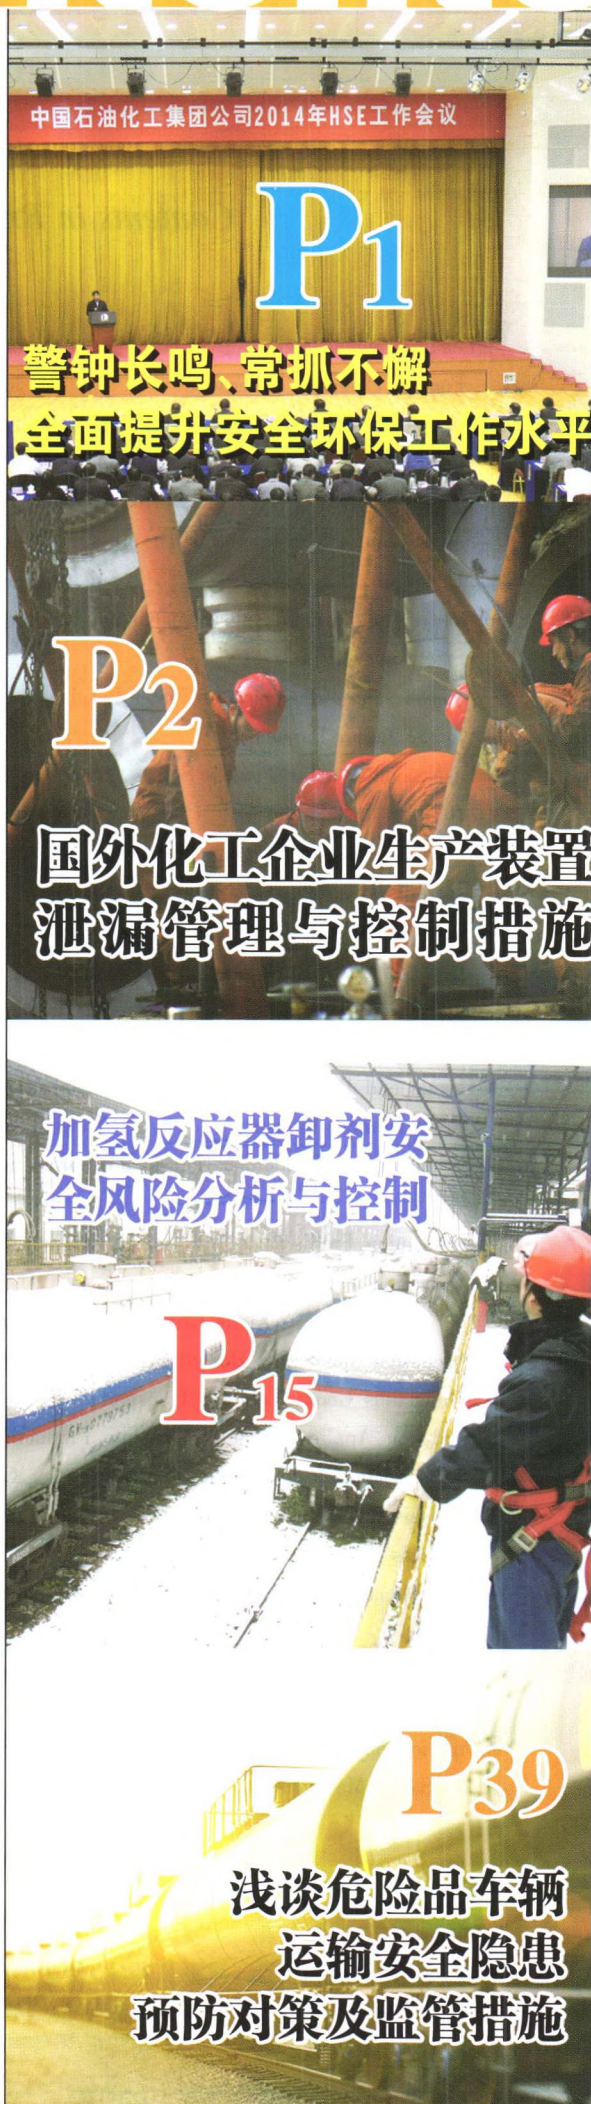 中国石油化工集团公司2014年HSE工作会议
P1
警钟长鸣、常抓不懈
全面提升安全环保工作水平
P2
国外化工企业生产装置
泄漏管理与控制措施
加氢反应器卸剂安
全风险分析与控制
P15
P39
浅谈危险品车辆
运输安全隐患
预防对策及监管措施